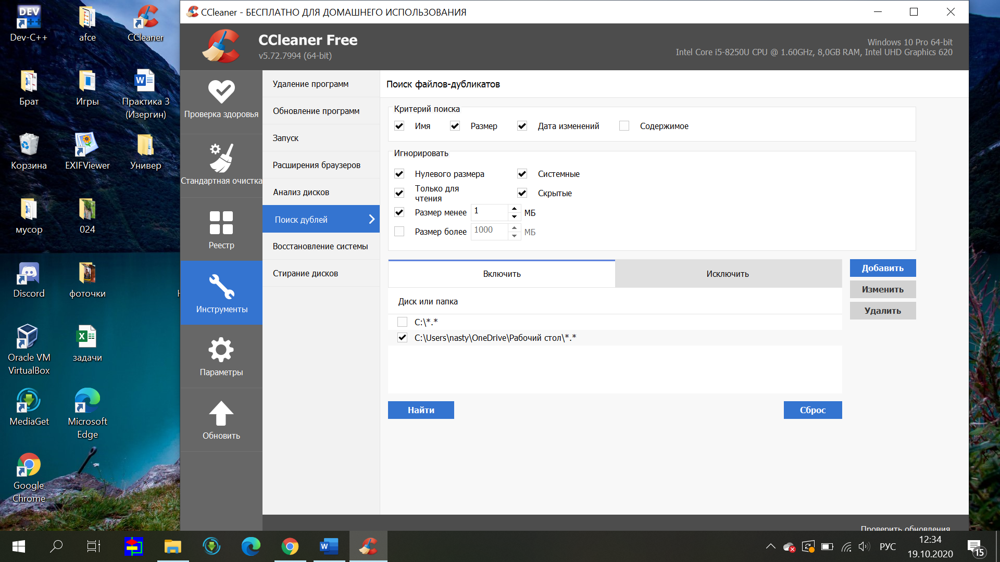 DEV
Dev-C++
afce
CCleaner
Брат
Игры
Практика 3
(Изергин)
Корзина
EXIFViewer
Универ
мусор
024
Discord
фоточки
Oracle VM
VirtualBox
задачи
MediaGet
Microsoft
Edge
Google
Chrome
CCleaner - БЕСПЛАТНО ДЛЯ ДОМАШНЕГО ИСПОЛЬЗОВАНИЯ
CCleaner Free
v5.72.7994 (64-bit)
Windows 10 Pro 64-bit
Intel Core i5-8250U CPU @ 1.60GHz, 8,0GB RAM, Intel UHD Graphics 620
Проверка здоровья
Стандартная очистка
Реестр
Инструменты
Параметры
Обновить
Удаление программ
Обновление программ
Запуск
Расширения браузеров
Анализ дисков
Поиск дублей
Восстановление системы
Стирание дисков
Поиск файлов-дубликатов
Критерий поиска
Имя
Размер
Дата изменений
Содержимое
Игнорировать
Нулевого размера
Системные
Только для
чтения
Скрытые
Размер менее 1 МБ
Размер более 1000 МБ
Включить
Исключить
Добавить
Изменить
Удалить
Диск или папка
C:\*.*
C:\Users\nasty\OneDrive\Рабочий стол\*.*
Найти
Сброс
Проверить обновления
РУС
12:34
19.10.2020
15